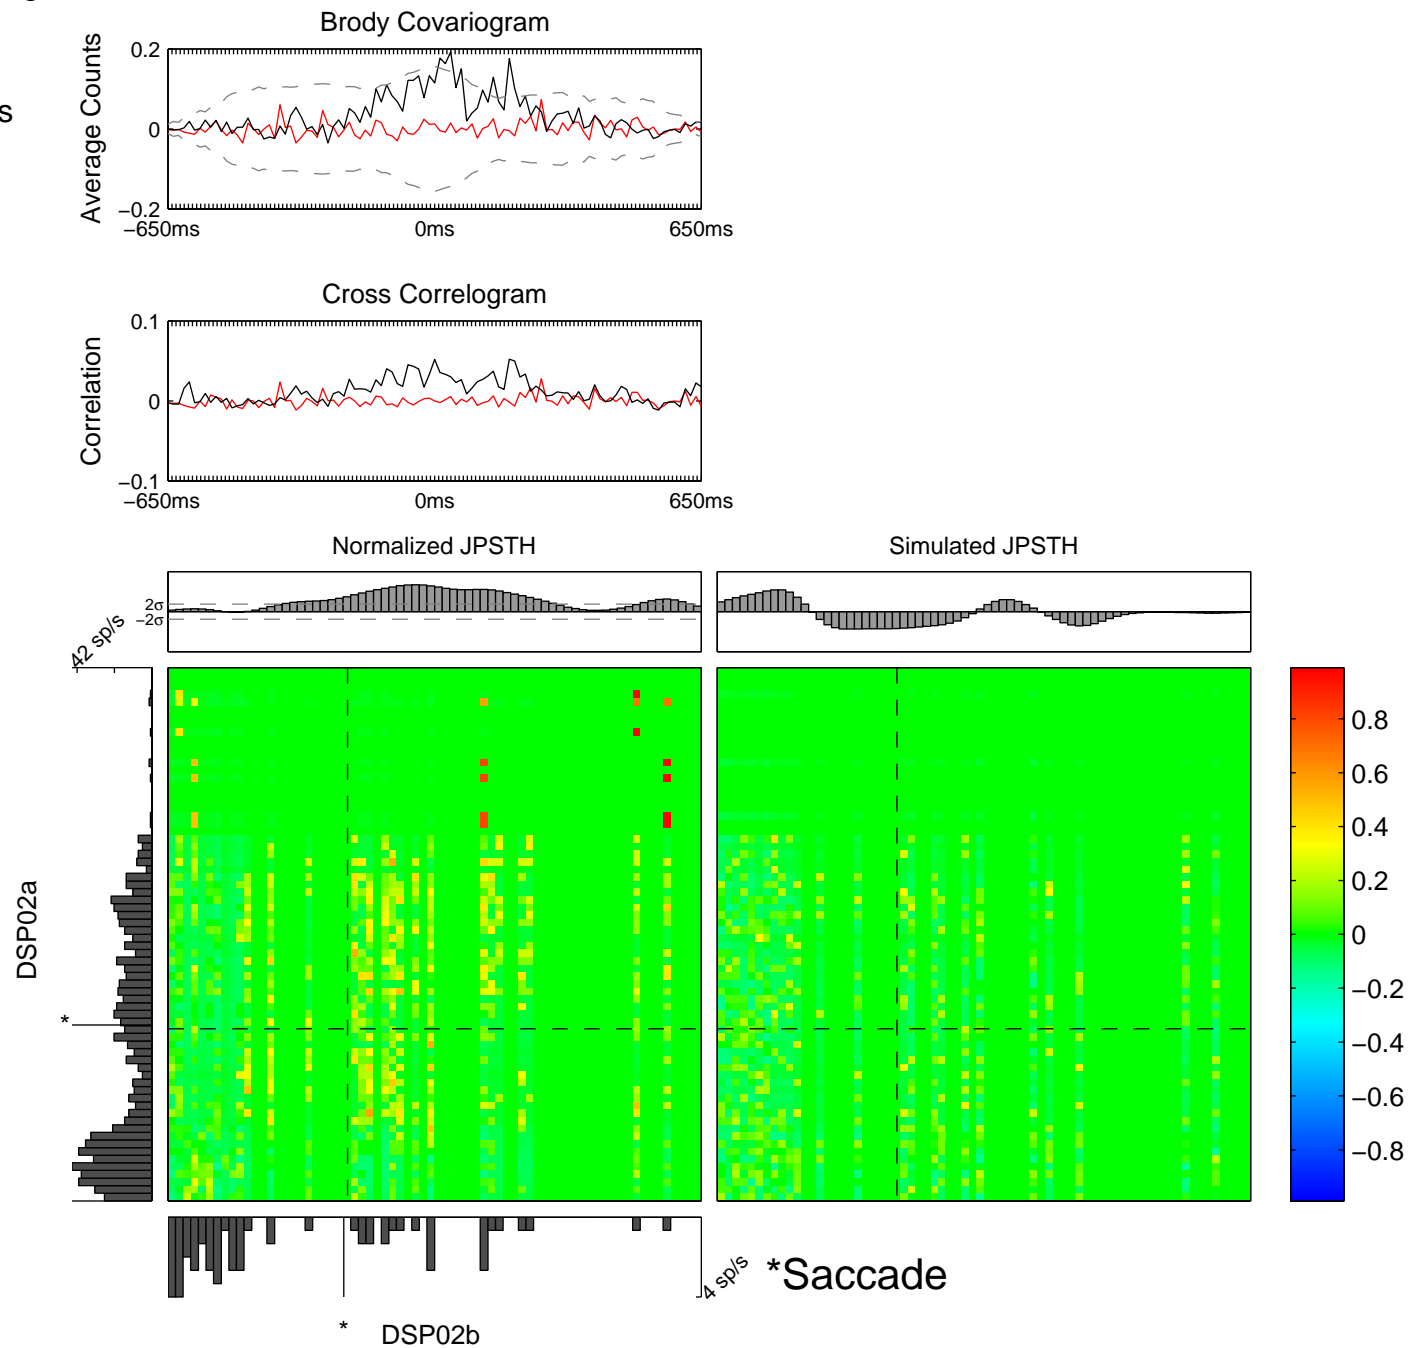 g
s
Brody Covariogram
Average Counts
0.2
0
−0.2
−650ms
0ms
650ms
Cross Correlogram
Correlation
0.1
0
−0.1
−650ms
0ms
650ms
Normalized JPSTH
Simulated JPSTH
2σ
−2σ
42 sp/s
DSP02a
*
0.8
0.6
0.4
0.2
0
−0.2
−0.4
−0.6
−0.8
4 sp/s
*Saccade
*
DSP02b